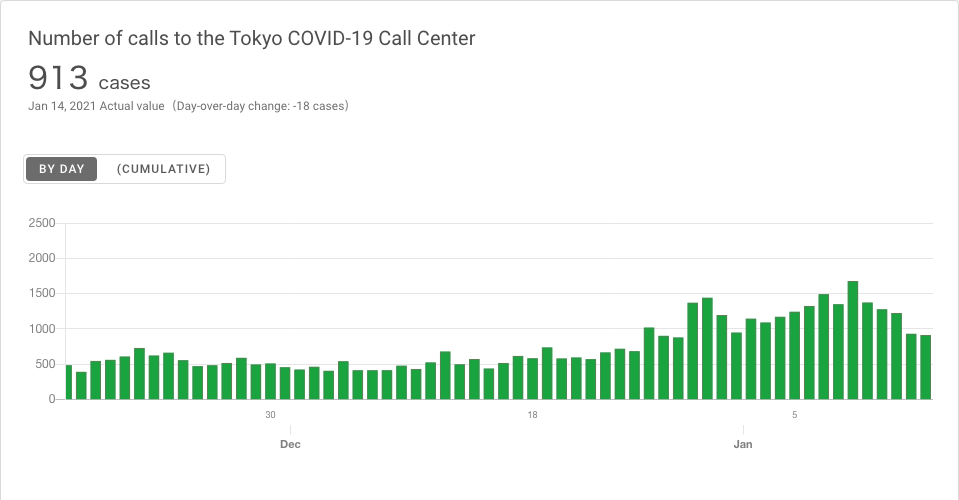 Number of calls to the Tokyo COVID-19 Call Center
913 cases
Jan 14, 2021 Actual value（Day-over-day change: -18 cases）
BY DAY (CUMULATIVE)
2500
2000
1500
1000
500
0
30 18 5
Dec Jan